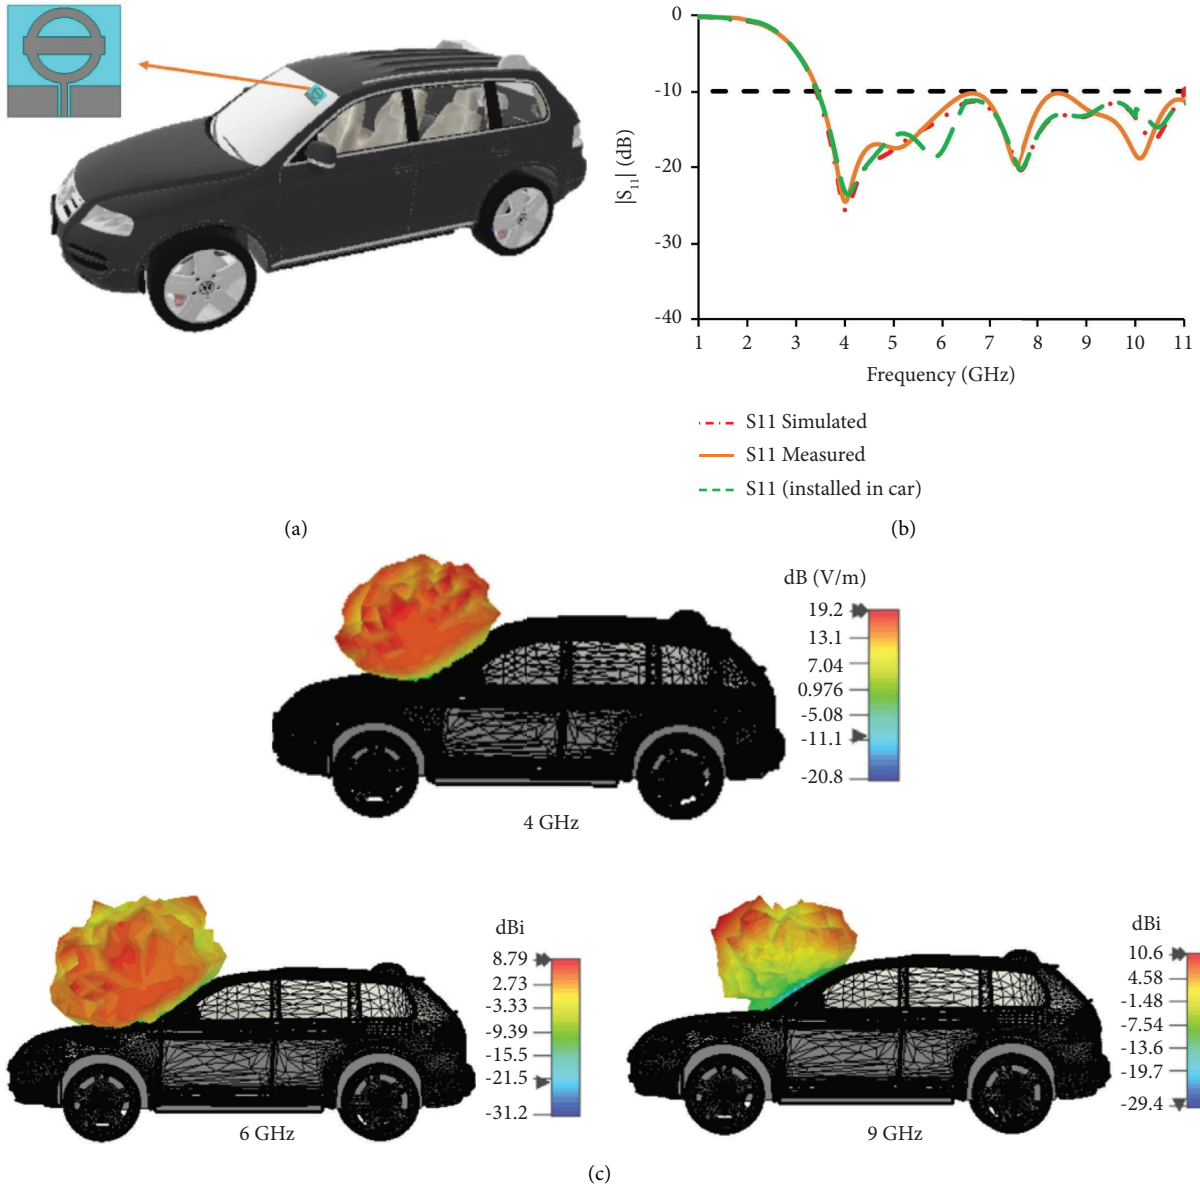 0
-10
-20
-30
-40
|S₁₁| (dB)
1 2 3 4 5 6 7 8 9 10 11
Frequency (GHz)
S11 Simulated
S11 Measured
S11 (installed in car)
(a)
(b)
dB (V/m)
19.2
13.1
7.04
0.976
-5.08
-11.1
-20.8
4 GHz
dBi
8.79
2.73
-3.33
-9.39
-15.5
-21.5
-31.2
6 GHz
dBi
10.6
4.58
-1.48
-7.54
-13.6
-19.7
-29.4
9 GHz
(c)